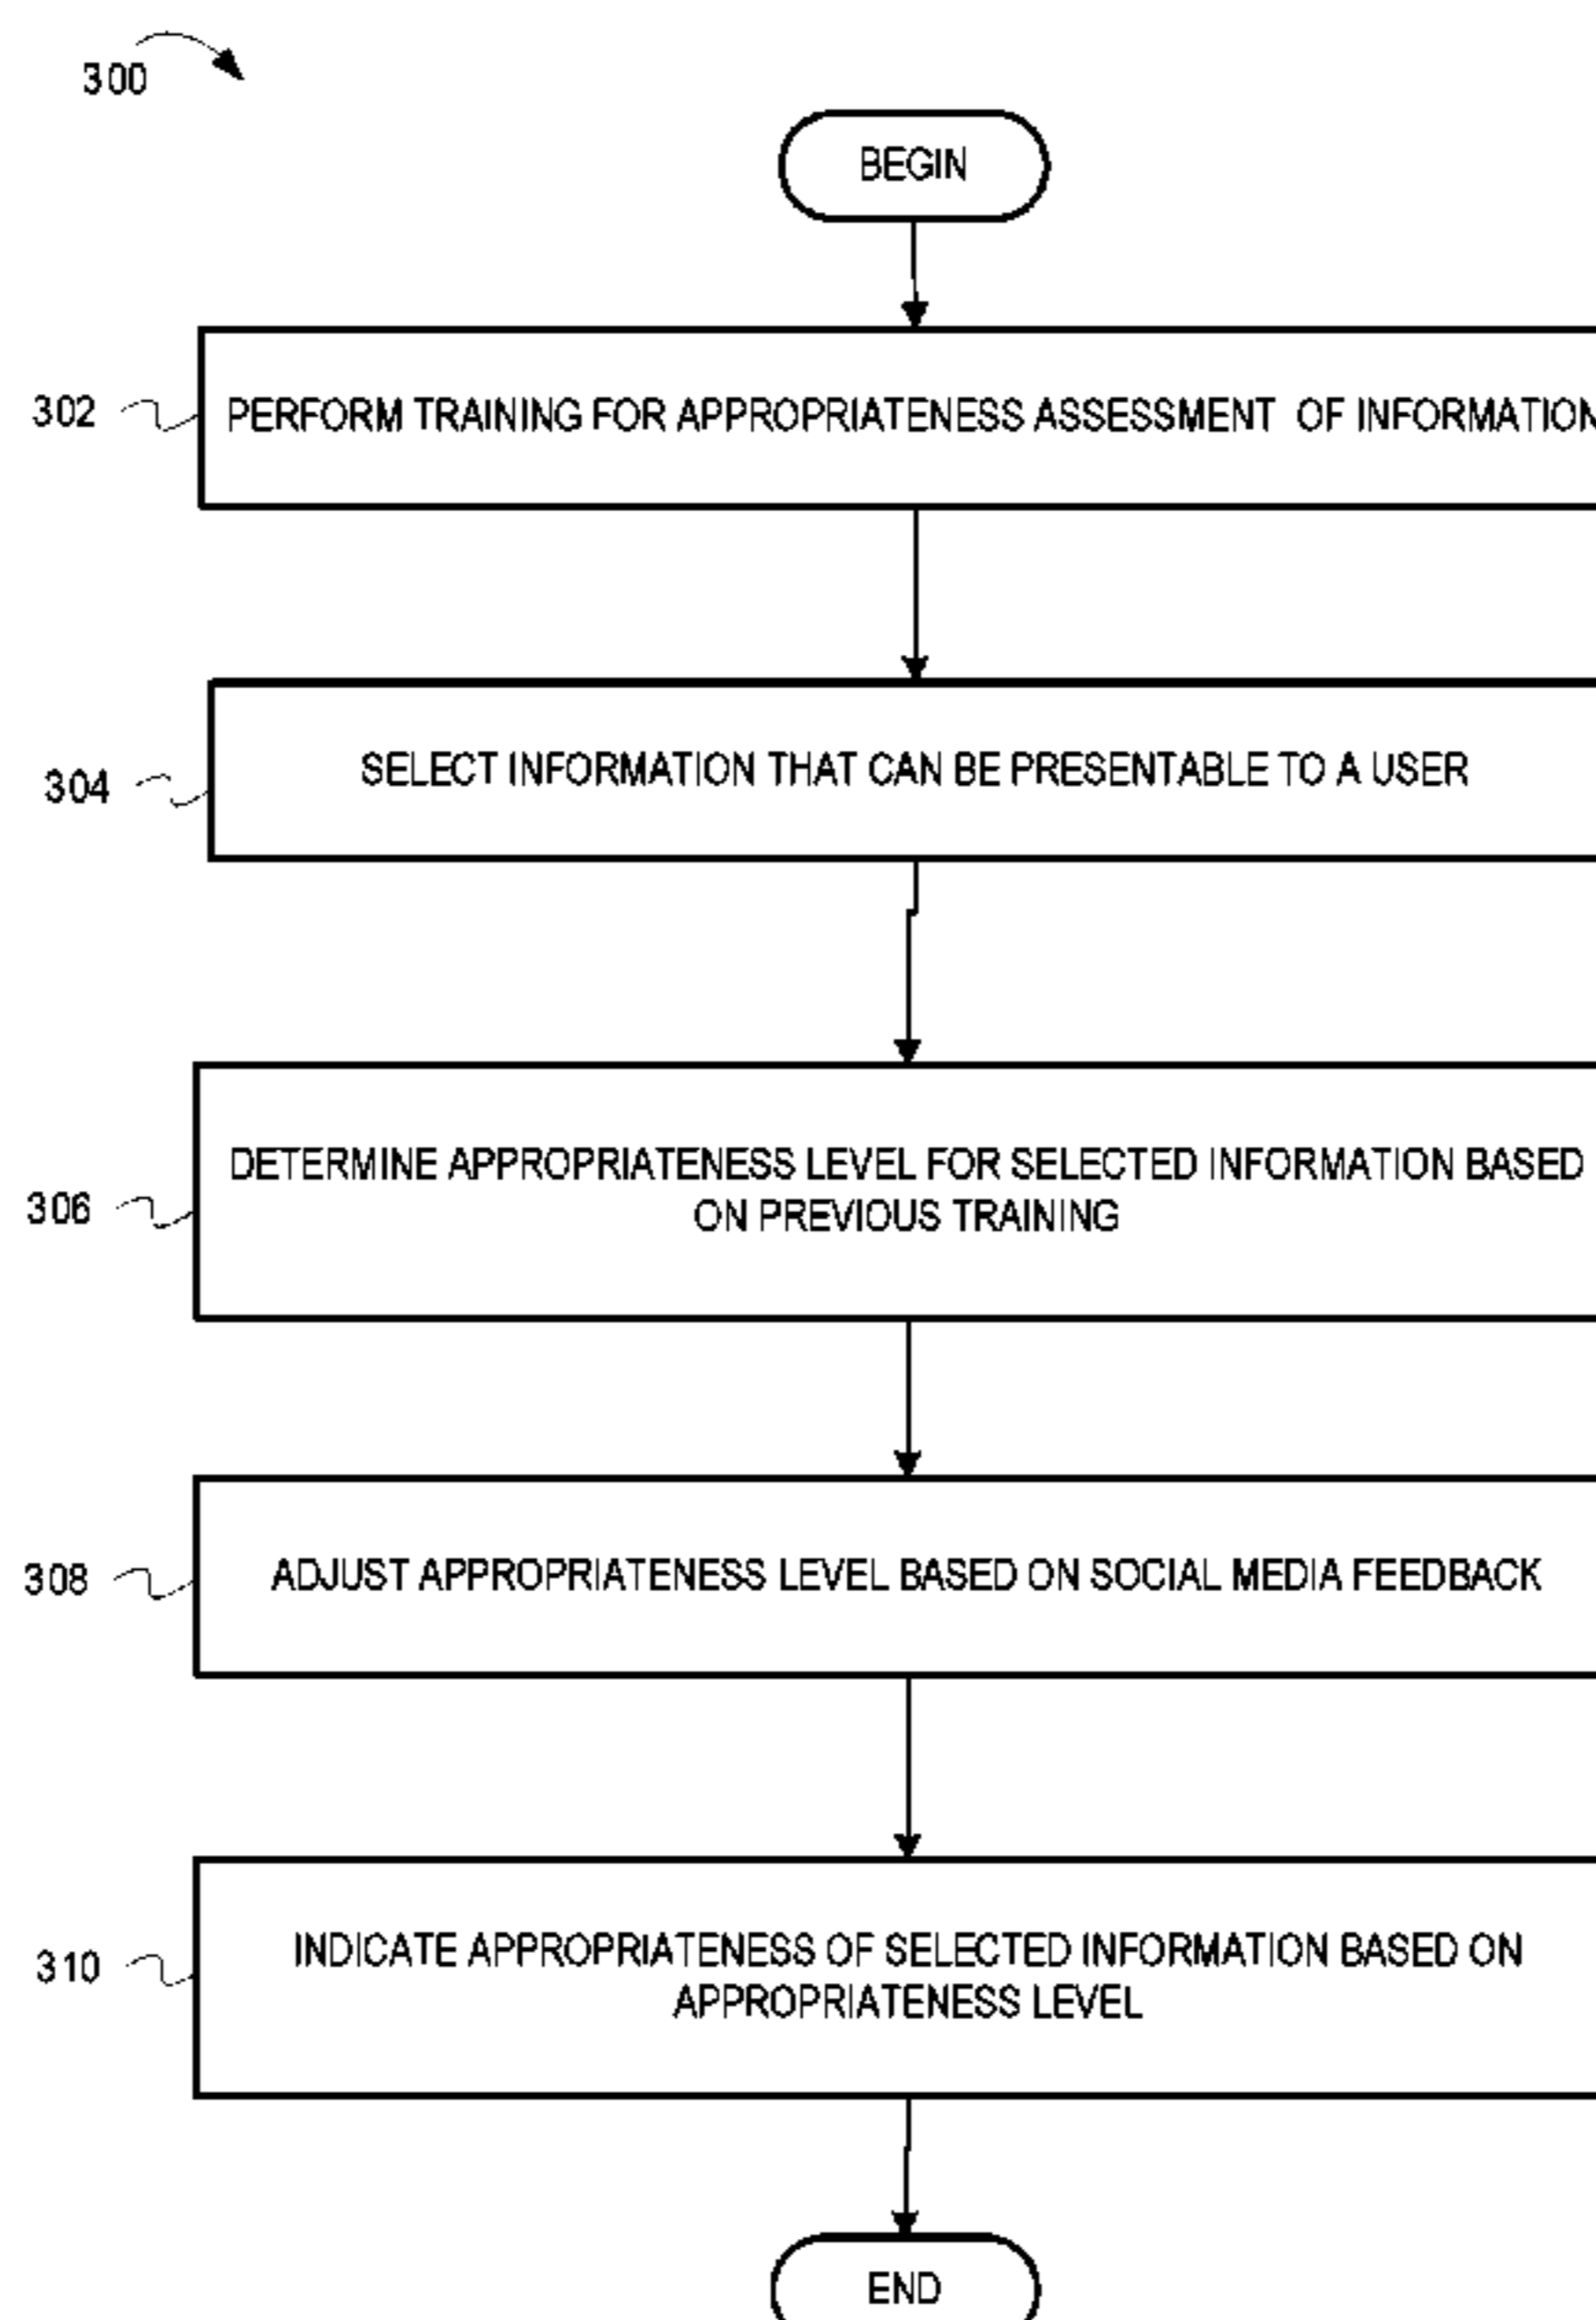 300
BEGIN
302
PERFORM TRAINING FOR APPROPRIATENESS ASSESSMENT OF INFORMATION
304
SELECT INFORMATION THAT CAN BE PRESENTABLE TO A USER
306
DETERMINE APPROPRIATENESS LEVEL FOR SELECTED INFORMATION BASED
ON PREVIOUS TRAINING
308
ADJUST APPROPRIATENESS LEVEL BASED ON SOCIAL MEDIA FEEDBACK
310
INDICATE APPROPRIATENESS OF SELECTED INFORMATION BASED ON
APPROPRIATENESS LEVEL
END